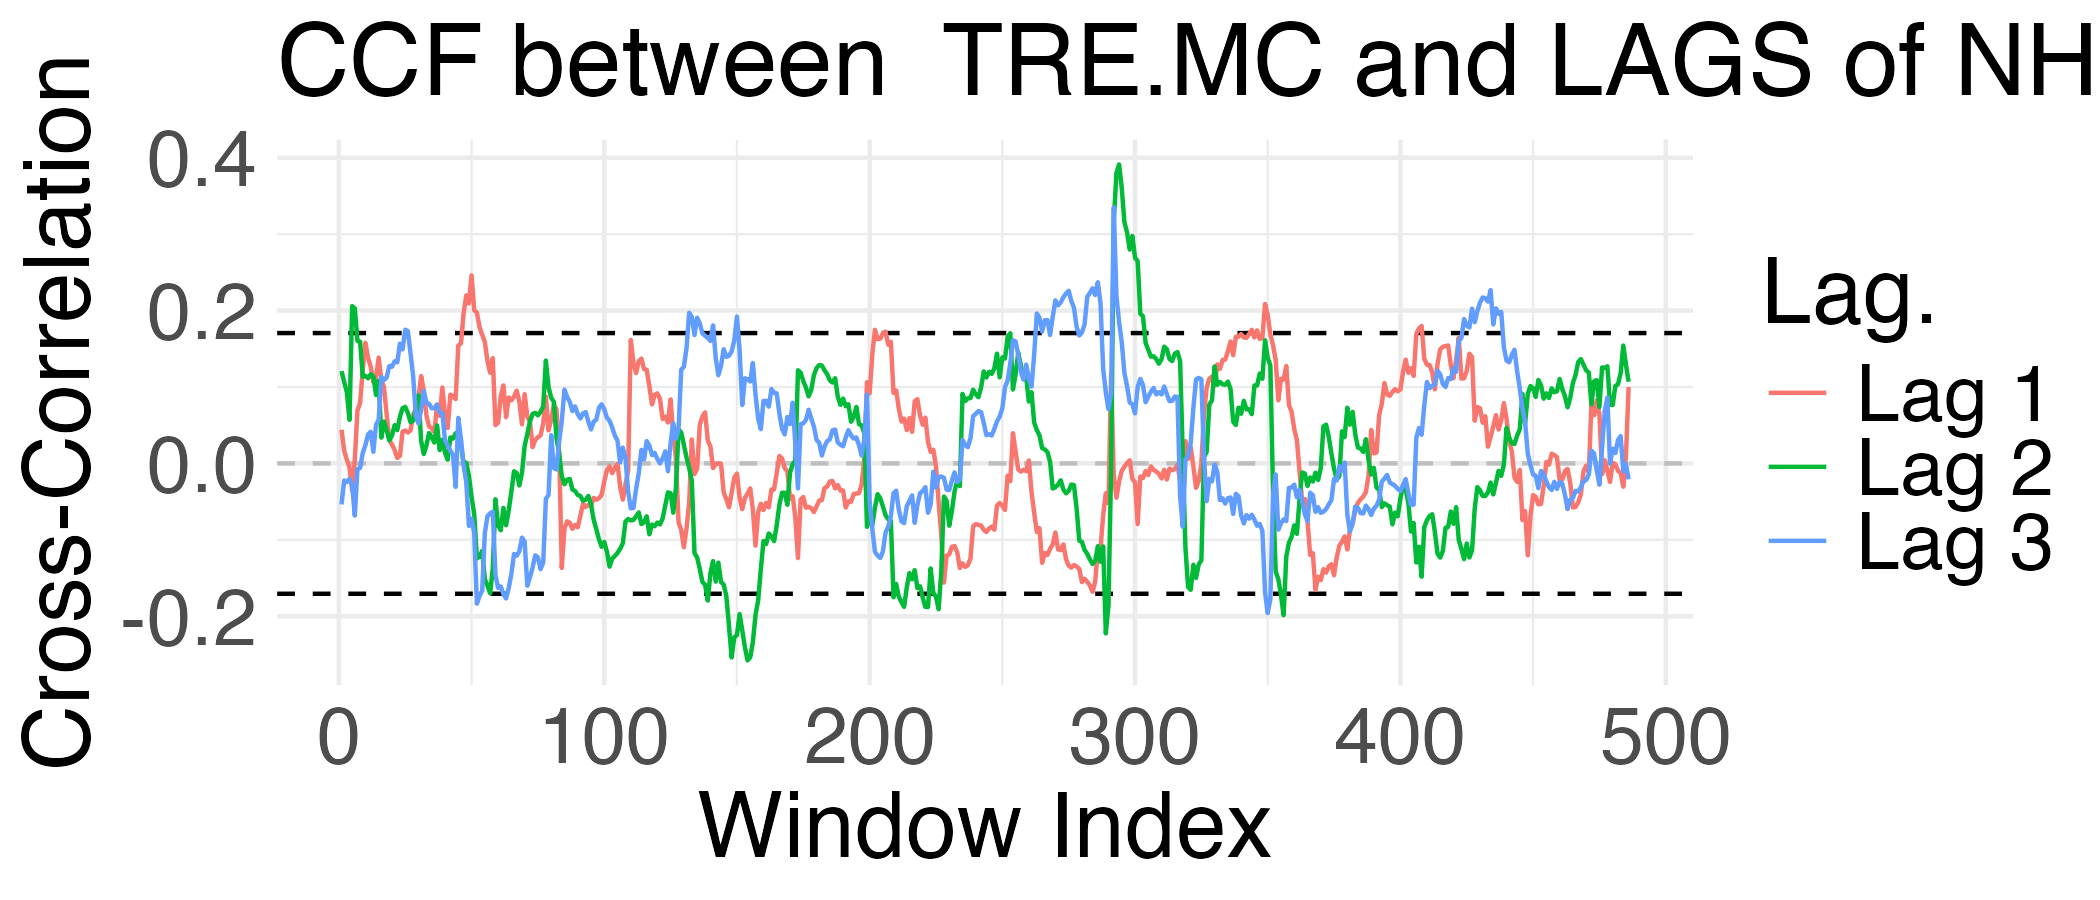 CCF between  TRE.MC and LAGS of NH
Cross-Correlation
0.4
0.2
0.0
-0.2
0 100 200 300 400 500
Window Index
Lag.
Lag 1
Lag 2
Lag 3